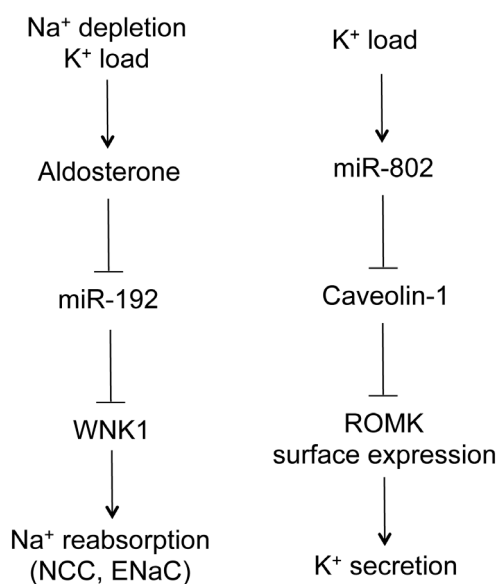 Na⁺ depletion
K⁺ load
Aldosterone
miR-192
WNK1
Na⁺ reabsorption
(NCC, ENaC)
K⁺ load
miR-802
Caveolin-1
ROMK
surface expression
K⁺ secretion